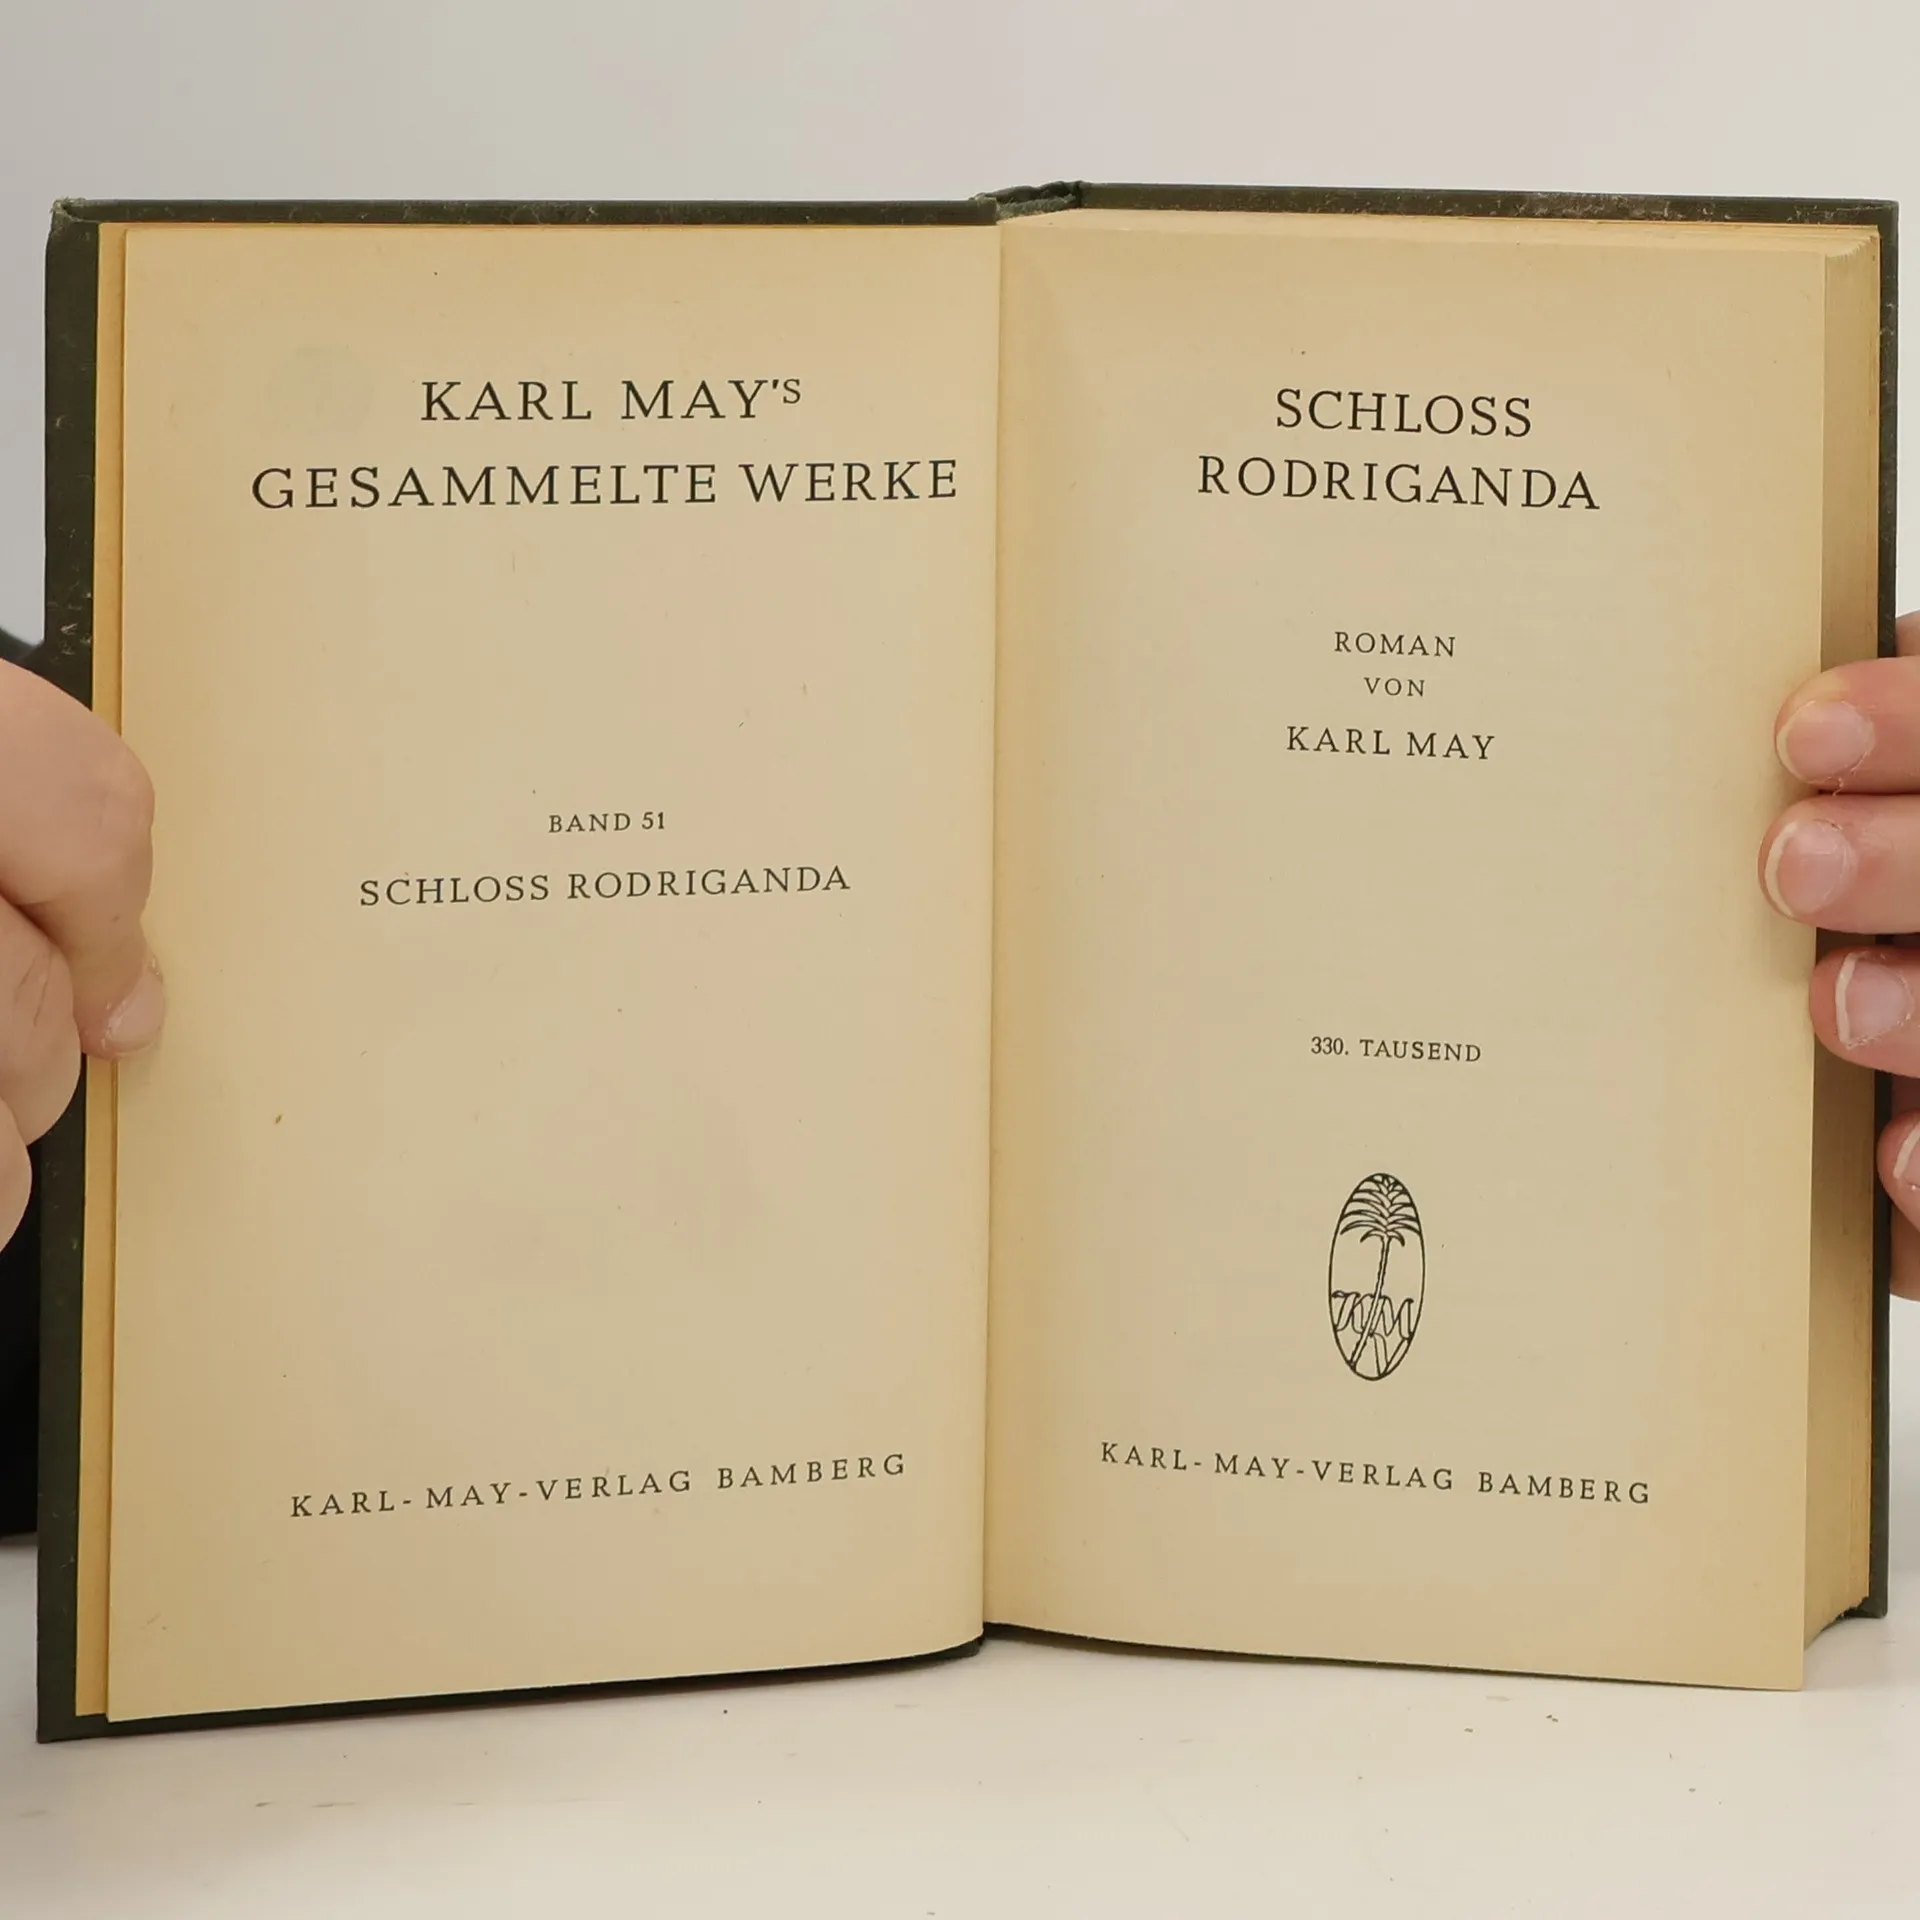 KARL MAY'S
GESAMMELTE WERKE
BAND 51
SCHLOSS RODRIGANDA
KARL-MAY-VERLAG BAMBERG
SCHLOSS
RODRIGANDA
ROMAN
VON
KARL MAY
330. TAUSEND
KM
V
KARL-MAY-VERLAG BAMBERG